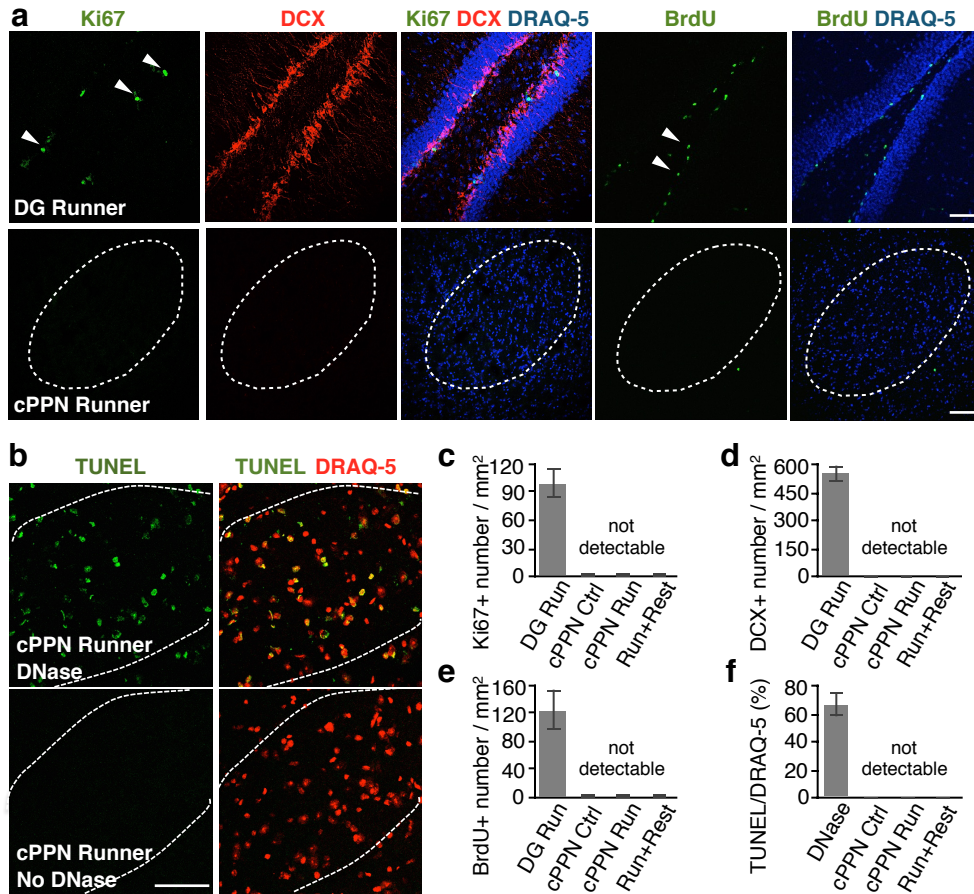 a
Ki67
DCX
Ki67 DCX DRAQ-5
BrdU
BrdU DRAQ-5
DG Runner
cPPN Runner
b
TUNEL
TUNEL DRAQ-5
cPPN Runner
DNase
cPPN Runner
No DNase
c
Ki67+ number / mm²
120
90
60
30
0
not
detectable
DG Run
cPPN Ctrl
cPPN Run
Run+Rest
d
DCX+ number / mm²
600
450
300
150
0
not
detectable
DG Run
cPPN Ctrl
cPPN Run
Run+Rest
e
BrdU+ number / mm²
160
120
80
40
0
not
detectable
DG Run
cPPN Ctrl
cPPN Run
Run+Rest
f
TUNEL/DRAQ-5 (%)
80
60
40
20
0
not
detectable
DNase
cPPN Ctrl
cPPN Run
Run+Rest